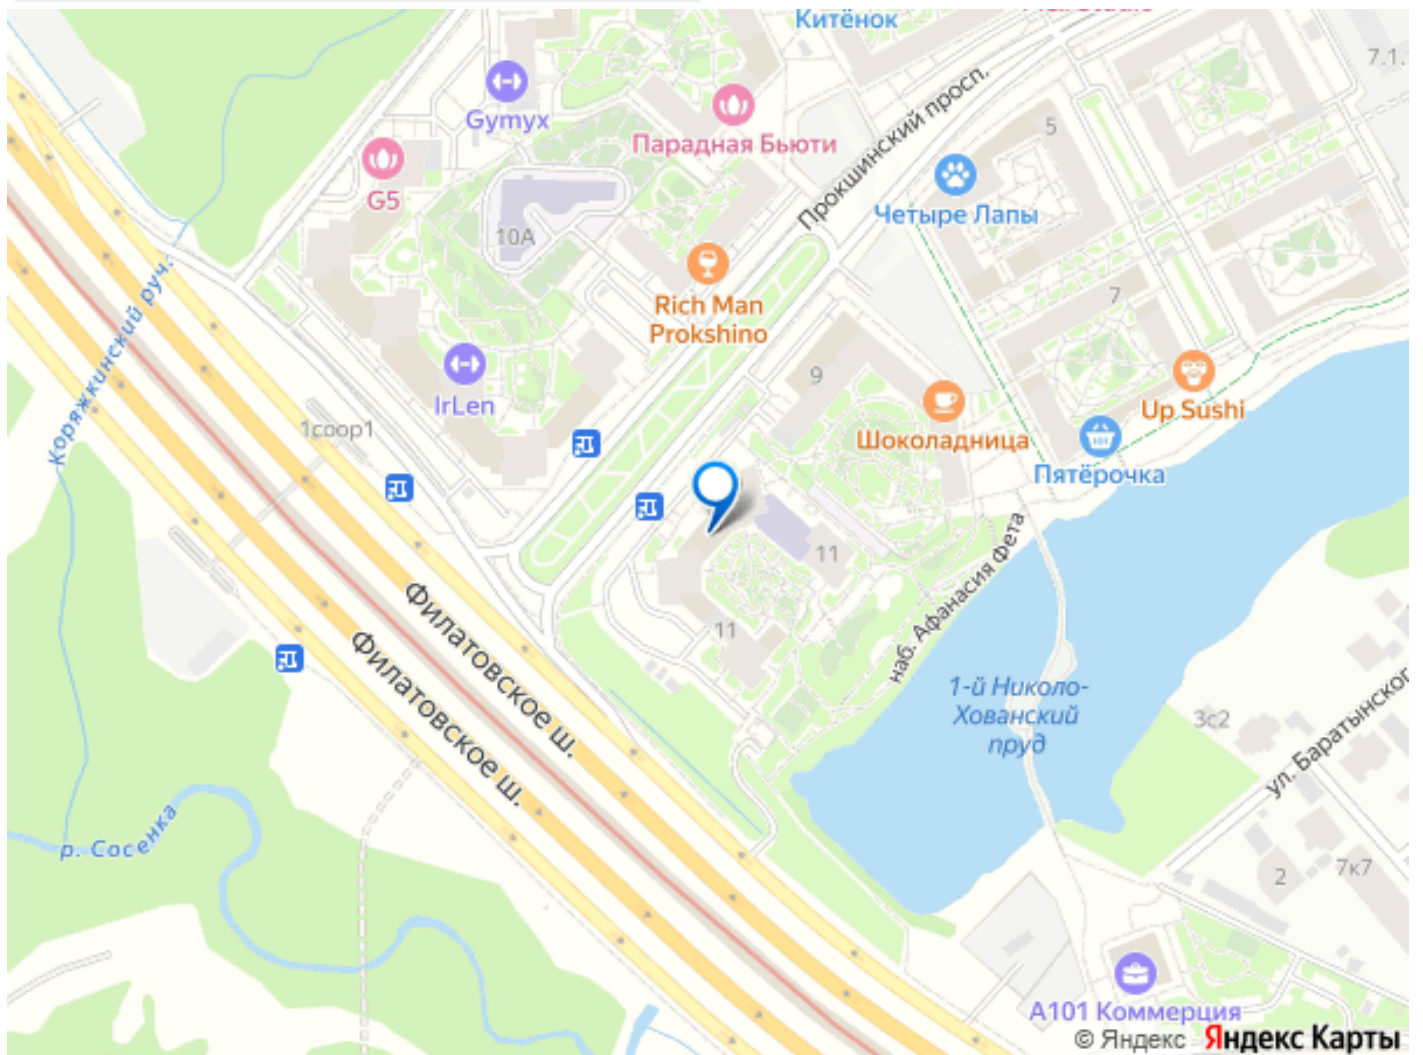 Китёнок
7.1.
Gymyx
Парадная Бьюти
Прокшинский просп.
5
G5
Четыре Лапы
10А
Коряжкинский руч.
Rich Man
Prokshino
7
9
IrLen
Up Sushi
1соор1
Шоколадница
Пятёрочка
11
наб. Афанасия Фета
Филатовское ш.
Филатовское ш.
11
1-й Николо-
Хованский
пруд
3с2
ул. Баратынского
р. Сосенка
2
7к7
А101 Коммерция
© Яндекс Яндекс Карты